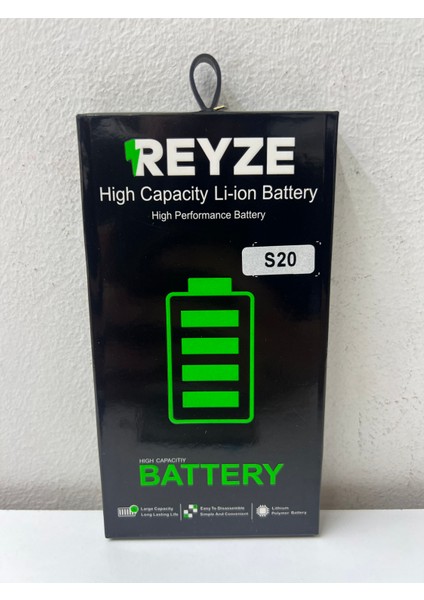 REYZE
High Capacity Li-ion Battery
High Performance Battery
S20
HIGH CAPACITIY
BATTERY
Large Capacity
Long Lasting Life
Easy To Disassemble
Simple And Convenient
Lithium
Polymer Battery